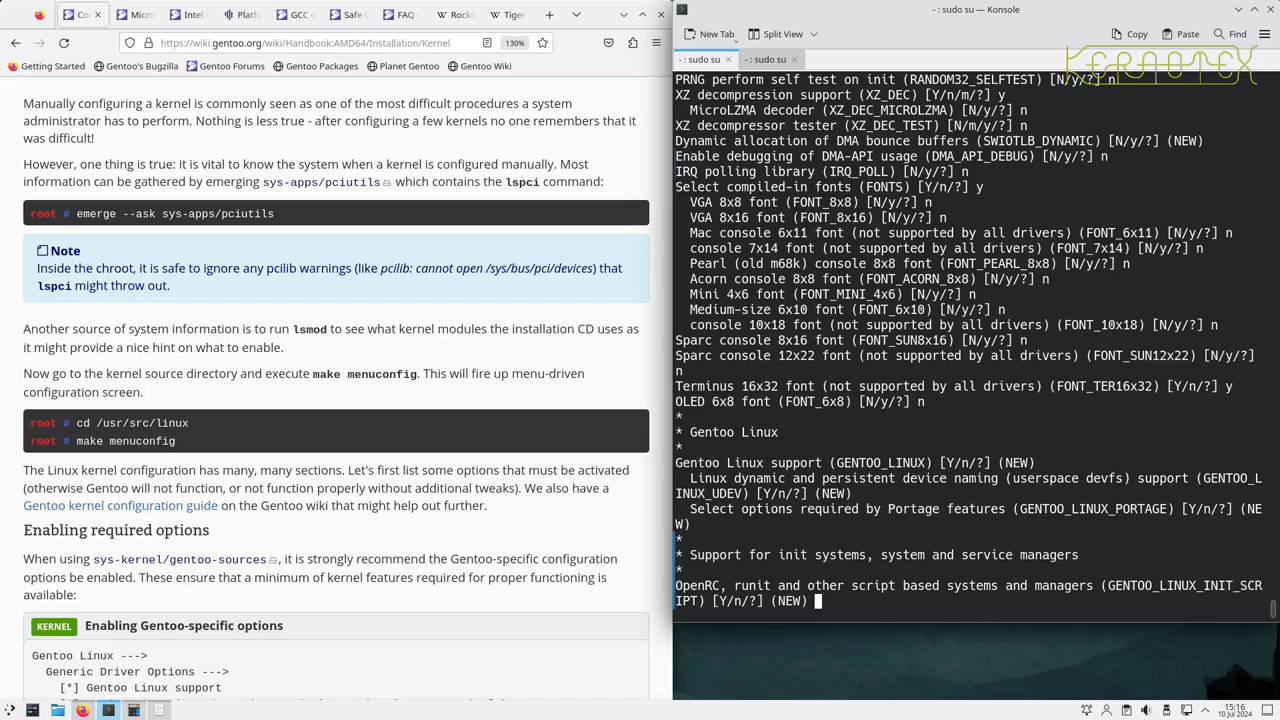 Cor
Micro
Intel
Platf
GCC e
Safe
FAQ -
Rocke
Tiger
https://wiki.gentoo.org/wiki/Handbook:AMD64/Installation/Kernel
130%
Getting Started
Gentoo's Bugzilla
Gentoo Forums
Gentoo Packages
Planet Gentoo
Gentoo Wiki
Manually configuring a kernel is commonly seen as one of the most difficult procedures a system
administrator has to perform. Nothing is less true - after configuring a few kernels no one remembers that it
was difficult!
However, one thing is true: it is vital to know the system when a kernel is configured manually. Most
information can be gathered by emerging sys-apps/pciutils which contains the lspci command:
root # emerge --ask sys-apps/pciutils
Note
Inside the chroot, it is safe to ignore any pcilib warnings (like pcilib: cannot open /sys/bus/pci/devices) that
lspci might throw out.
Another source of system information is to run lsmod to see what kernel modules the installation CD uses as
it might provide a nice hint on what to enable.
Now go to the kernel source directory and execute make menuconfig. This will fire up menu-driven
configuration screen.
root # cd /usr/src/linux
root # make menuconfig
The Linux kernel configuration has many, many sections. Let's first list some options that must be activated
(otherwise Gentoo will not function, or not function properly without additional tweaks). We also have a
Gentoo kernel configuration guide on the Gentoo wiki that might help out further.
Enabling required options
When using sys-kernel/gentoo-sources, it is strongly recommend the Gentoo-specific configuration
options be enabled. These ensure that a minimum of kernel features required for proper functioning is
available:
KERNEL Enabling Gentoo-specific options
Gentoo Linux --->
Generic Driver Options --->
[*] Gentoo Linux support
- : sudo su — Konsole
New Tab
Split View
Copy
Paste
Find
- : sudo su
- : sudo su
KERNOTEX
PRNG perform self test on init (RANDOM32_SELFTEST) [N/y/?] n
XZ decompression support (XZ_DEC) [Y/n/m/?] y
MicroLZMA decoder (XZ_DEC_MICROLZMA) [N/y/?] n
XZ decompressor tester (XZ_DEC_TEST) [N/m/y/?] n
Dynamic allocation of DMA bounce buffers (SWIOTLB_DYNAMIC) [N/y/?] (NEW)
Enable debugging of DMA-API usage (DMA_API_DEBUG) [N/y/?] n
IRQ polling library (IRQ_POLL) [N/y/?] n
Select compiled-in fonts (FONTS) [Y/n/?] y
VGA 8x8 font (FONT_8x8) [N/y/?] n
VGA 8x16 font (FONT_8x16) [N/y/?] n
Mac console 6x11 font (not supported by all drivers) (FONT_6x11) [N/y/?] n
console 7x14 font (not supported by all drivers) (FONT_7x14) [N/y/?] n
Pearl (old m68k) console 8x8 font (FONT_PEARL_8x8) [N/y/?] n
Acorn console 8x8 font (FONT_ACORN_8x8) [N/y/?] n
Mini 4x6 font (FONT_MINI_4x6) [N/y/?] n
Medium-size 6x10 font (FONT_6x10) [N/y/?] n
console 10x18 font (not supported by all drivers) (FONT_10x18) [N/y/?] n
Sparc console 8x16 font (FONT_SUN8x16) [N/y/?] n
Sparc console 12x22 font (not supported by all drivers) (FONT_SUN12x22) [N/y/?]
n
Terminus 16x32 font (not supported by all drivers) (FONT_TER16x32) [Y/n/?] y
OLED 6x8 font (FONT_6x8) [N/y/?] n
*
* Gentoo Linux
*
Gentoo Linux support (GENTOO_LINUX) [Y/n/?] (NEW)
Linux dynamic and persistent device naming (userspace devfs) support (GENTOO_L
INUX_UDEV) [Y/n/?] (NEW)
Select options required by Portage features (GENTOO_LINUX_PORTAGE) [Y/n/?] (NE
W)
*
* Support for init systems, system and service managers
*
OpenRC, runit and other script based systems and managers (GENTOO_LINUX_INIT_SCR
IPT) [Y/n/?] (NEW)
15:16
10 Jul 2024